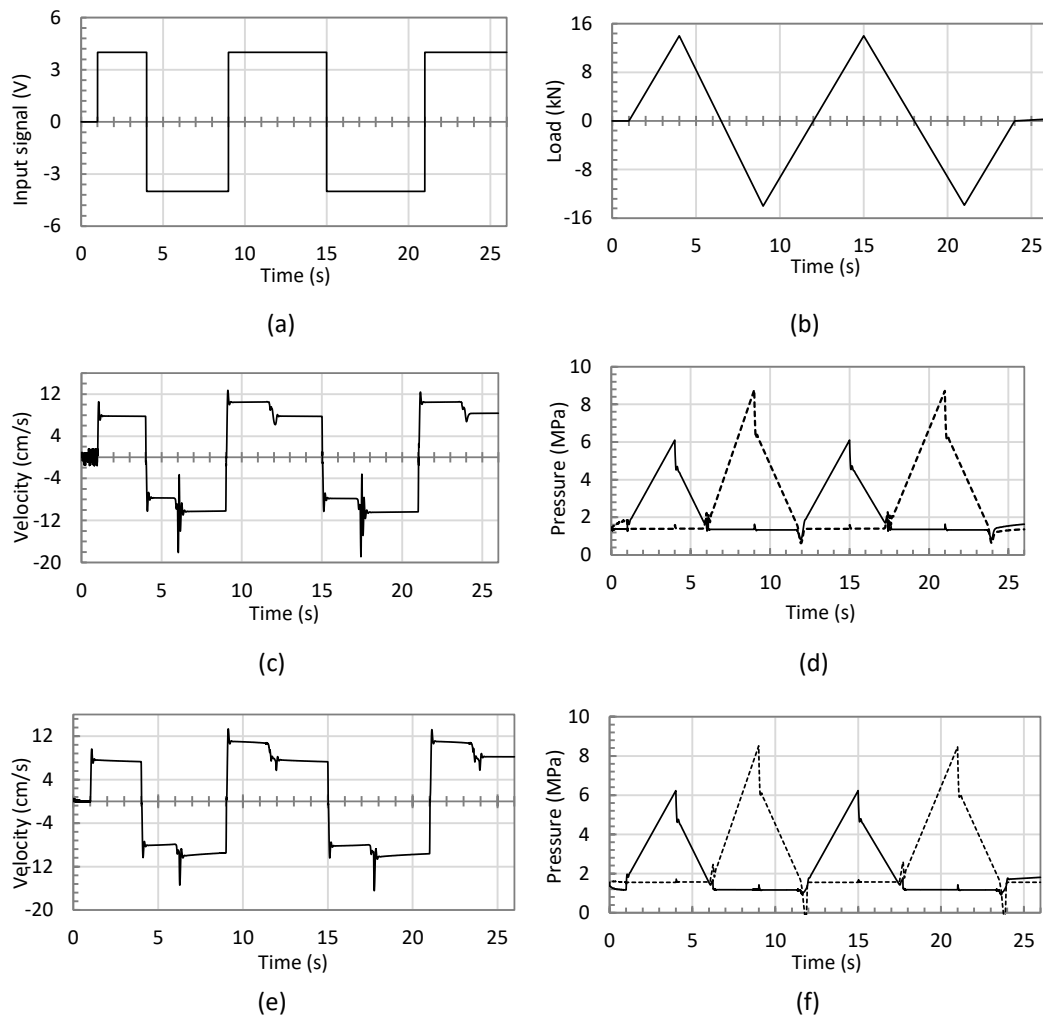 Input signal (V)
6
3
0
-3
-6
0 5 10 15 20 25
Time (s)
(a)
Load (kN)
16
8
0
-8
-16
0 5 10 15 20 25
Time (s)
(b)
Velocity (cm/s)
12
4
-4
-12
-20
0 5 10 15 20 25
Time (s)
(c)
Pressure (MPa)
10
8
6
4
2
0
0 5 10 15 20 25
Time (s)
(d)
Velocity (cm/s)
12
4
-4
-12
-20
0 5 10 15 20 25
Time (s)
(e)
Pressure (MPa)
10
8
6
4
2
0
0 5 10 15 20 25
Time (s)
(f)